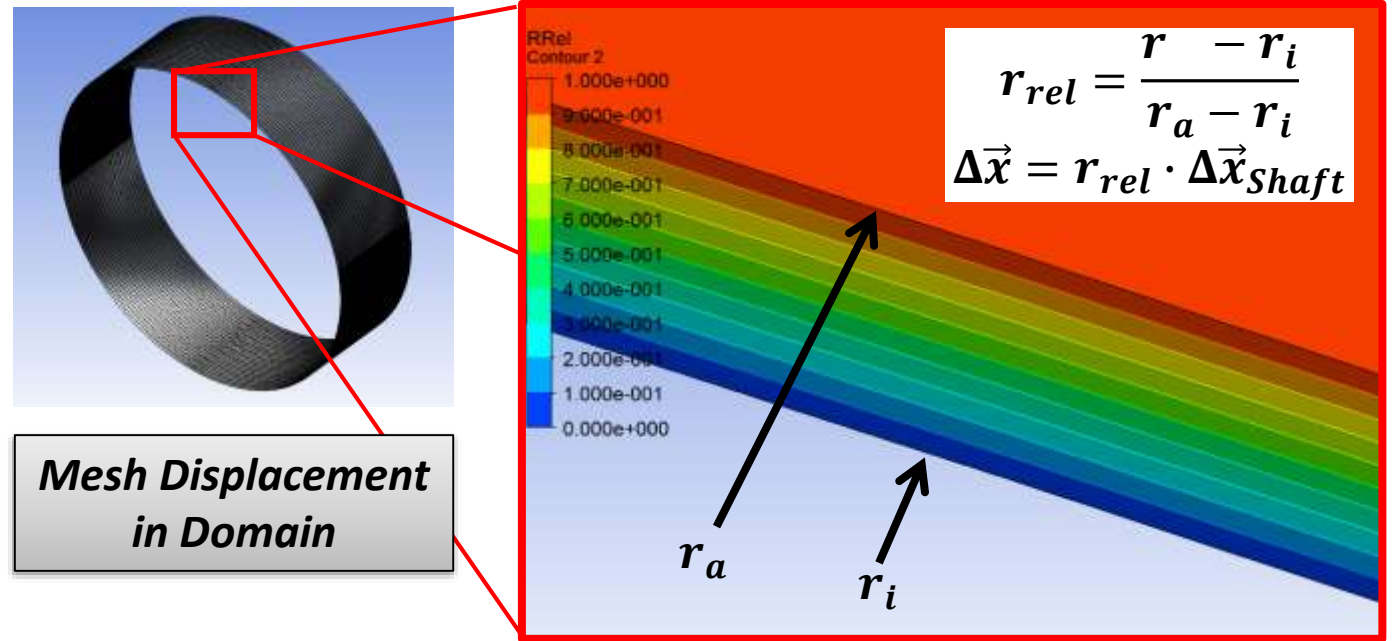 RRel
Contour 2
1.000e+000
9.000e-001
8.000e-001
7.000e-001
6.000e-001
5.000e-001
4.000e-001
3.000e-001
2.000e-001
1.000e-001
0.000e+000
r_rel = (r - r_i) / (r_a - r_i)
Δx⃗ = r_rel · Δx⃗_Shaft
Mesh Displacement
in Domain
r_a
r_i